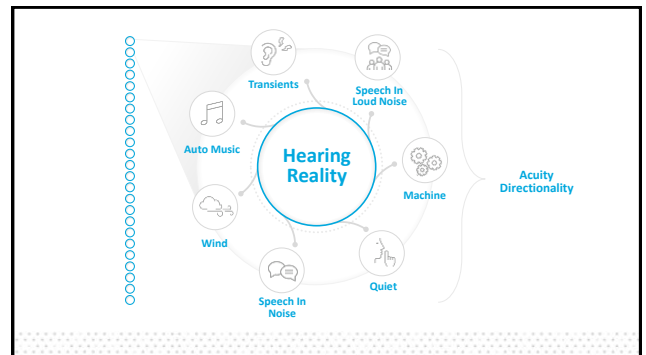 Transients
Speech In
Loud Noise
Auto Music
Hearing
Reality
Machine
Acuity
Directionality
Wind
Quiet
Speech In
Noise